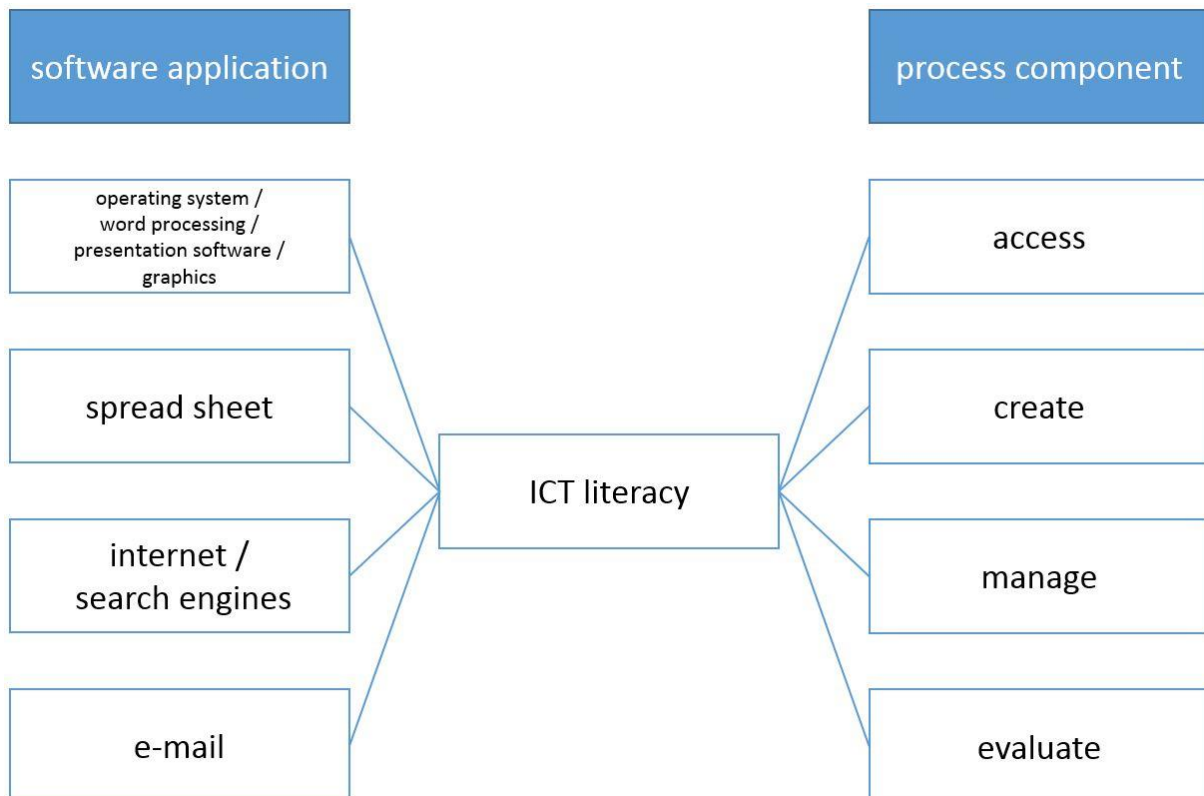 software application
process component
operating system /
word processing /
presentation software /
graphics
access
spread sheet
create
ICT literacy
internet /
search engines
manage
e-mail
evaluate